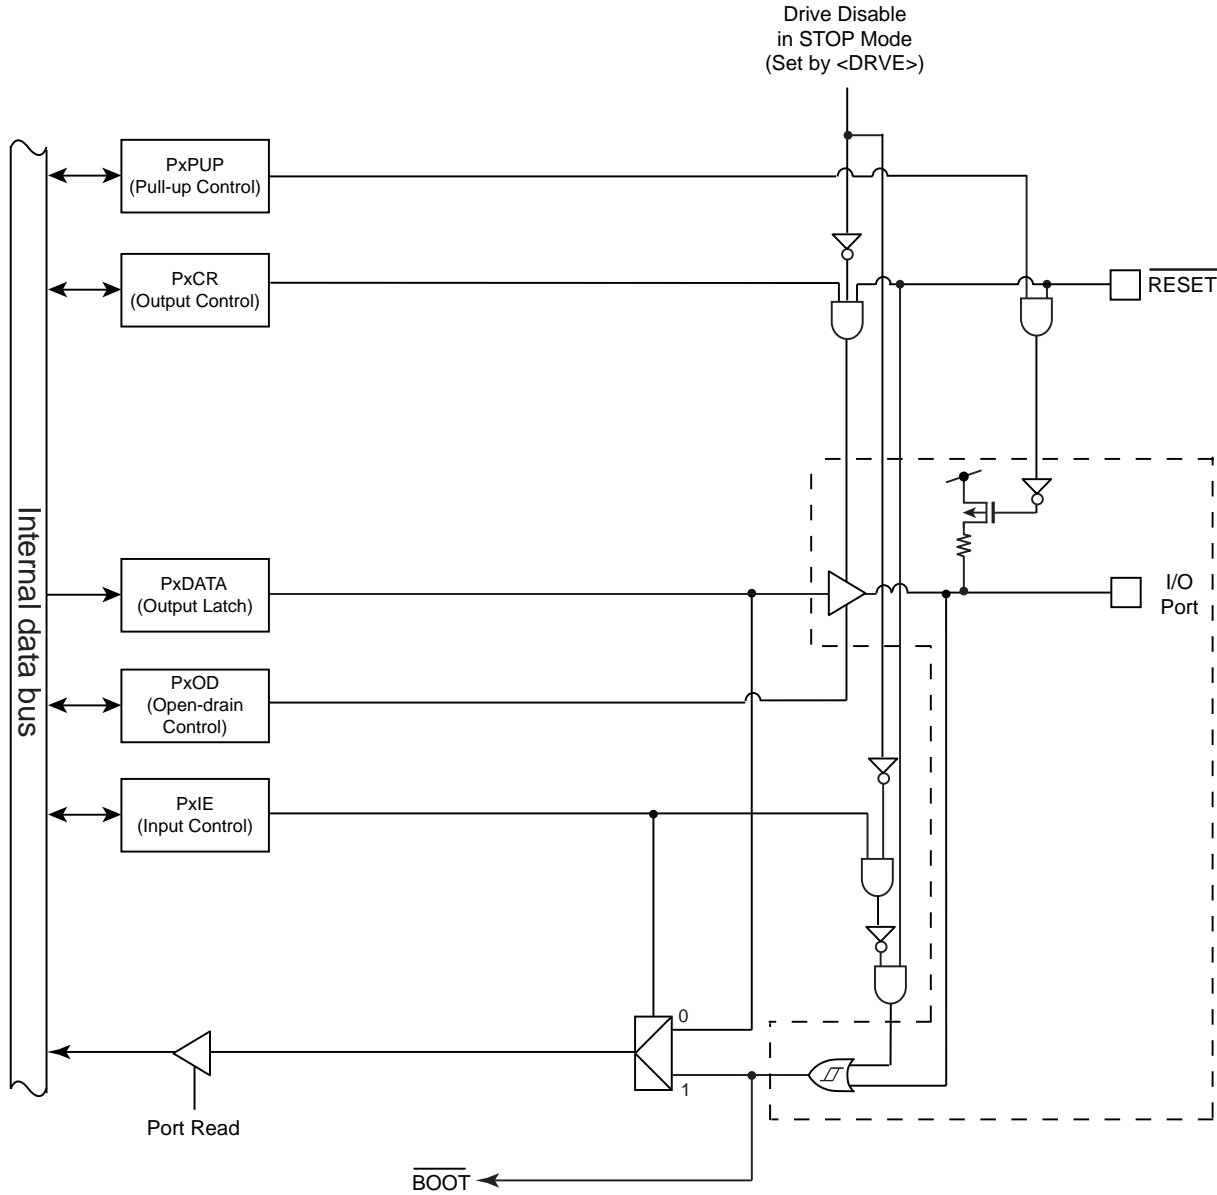 Drive Disable
in STOP Mode
(Set by <DRVE>)
PxPUP
(Pull-up Control)
PxCR
(Output Control)
RESET
Internal data bus
PxDATA
(Output Latch)
I/O
Port
PxOD
(Open-drain
Control)
PxIE
(Input Control)
0
1
Port Read
BOOT